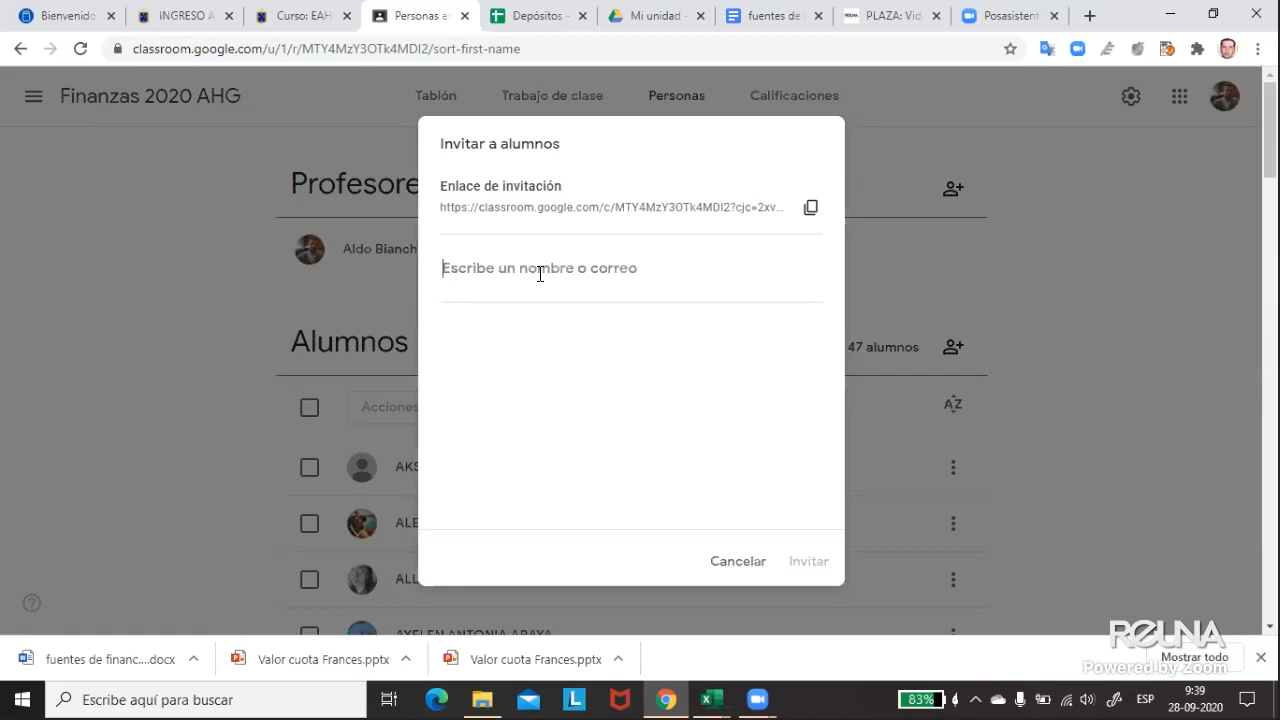 Bienvenido
INGRESO A
Curso: EAH
Personas en
Depósitos -
Mi unidad -
fuentes de f
PLAZA: Vid
Posasistent
classroom.google.com/u/1/r/MTY4MzY3OTk4MDI2/sort-first-name
Finanzas 2020 AHG
Tablón
Trabajo de clase
Personas
Calificaciones
Invitar a alumnos
Enlace de invitación
https://classroom.google.com/c/MTY4MzY3OTk4MDI2?cjc=2xv...
Profesore
Aldo Bianch
Escribe un nombre o correo
Alumnos
47 alumnos
Acciones
AZ
AKS
ALE
ALL
AXELEN ANTONIA ARAYA
Cancelar
Invitar
REUNA
Powered by Zoom
fuentes de financ....docx
Valor cuota Frances.pptx
Valor cuota Frances.pptx
Mostrar todo
Escribe aquí para buscar
83%
ESP
9:39
28-09-2020